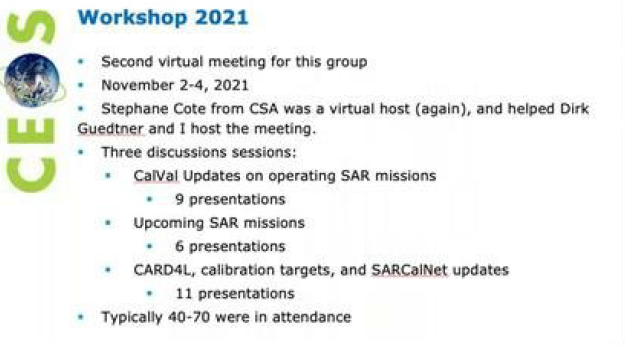 Workshop 2021
CEOS
Second virtual meeting for this group
November 2-4, 2021
Stephane Cote from CSA was a virtual host (again), and helped Dirk
Guedtner and I host the meeting.
Three discussions sessions:
CalVal Updates on operating SAR missions
9 presentations
Upcoming SAR missions
6 presentations
CARD4L, calibration targets, and SARCalNet updates
11 presentations
Typically 40-70 were in attendance